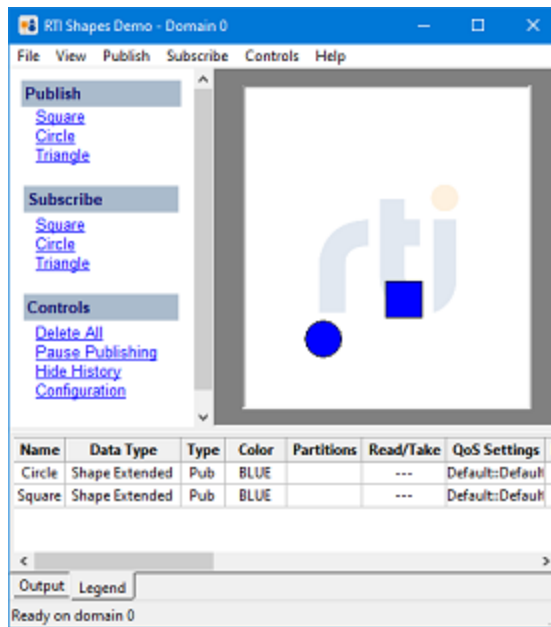 RTI Shapes Demo - Domain 0
File View Publish Subscribe Controls Help
Publish
Square
Circle
Triangle
Subscribe
Square
Circle
Triangle
Controls
Delete All
Pause Publishing
Hide History
Configuration
rti
Name Data Type Type Color Partitions Read/Take QoS Settings
Circle Shape Extended Pub BLUE --- Default::Default
Square Shape Extended Pub BLUE --- Default::Default
Output Legend
Ready on domain 0